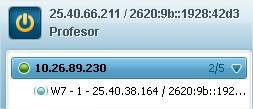 25.40.66.211 / 2620:9b::1928:42d3
Profesor
10.26.89.230 2/5
W7 - 1 - 25.40.38.164 / 2620:9b::192...